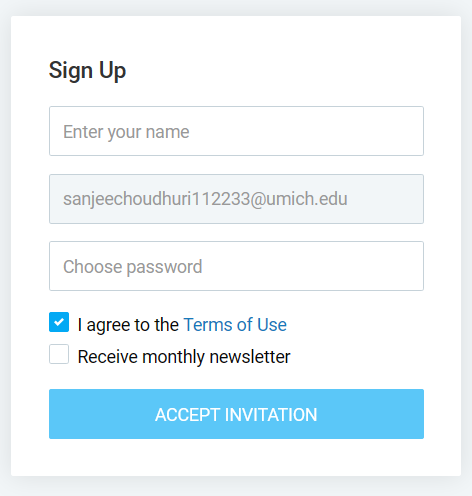 Sign Up
Enter your name
sanjeechoudhuri112233@umich.edu
Choose password
I agree to the Terms of Use
Receive monthly newsletter
ACCEPT INVITATION